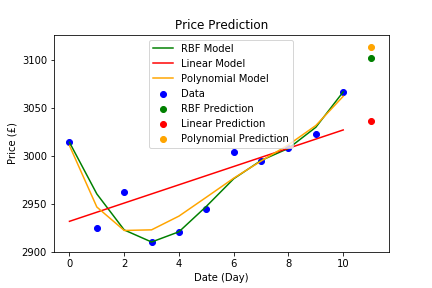 Price Prediction
RBF Model
Linear Model
Polynomial Model
Data
RBF Prediction
Linear Prediction
Polynomial Prediction
Price (£)
3100
3050
3000
2950
2900
0 2 4 6 8 10
Date (Day)